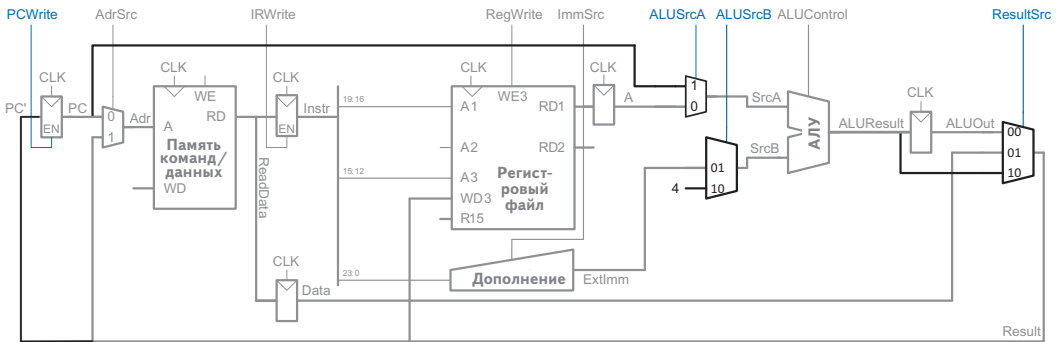 PCWrite AdrSrc IRWrite RegWrite ImmSrc ALUSrcA ALUSrcB ALUControl ResultSrc
CLK CLK CLK CLK CLK CLK
PC' PC 0 1 Adr EN
WE
A RD
Память
команд/
данных
WD
Instr
EN
ReadData
19:16
15:12
23:0
A1 WE3 RD1
A2 RD2
A3
WD3
R15
Регист-
ровый
файл
A
1
0
SrcA
01
10
4
SrcB
АЛУ
ALUResult
ALUOut
00
01
10
Дополнение
ExtImm
CLK
Data
Result